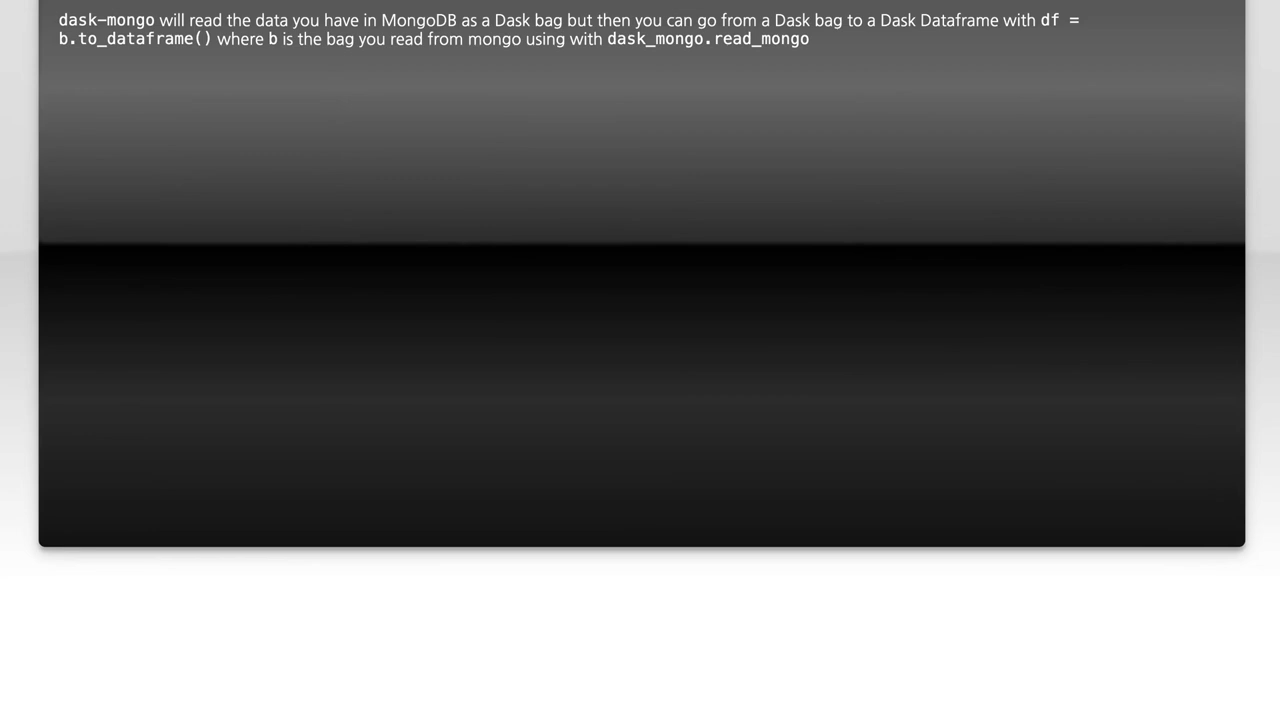 dask-mongo will read the data you have in MongoDB as a Dask bag but then you can go from a Dask bag to a Dask Dataframe with df =
b.to_dataframe() where b is the bag you read from mongo using with dask_mongo.read_mongo